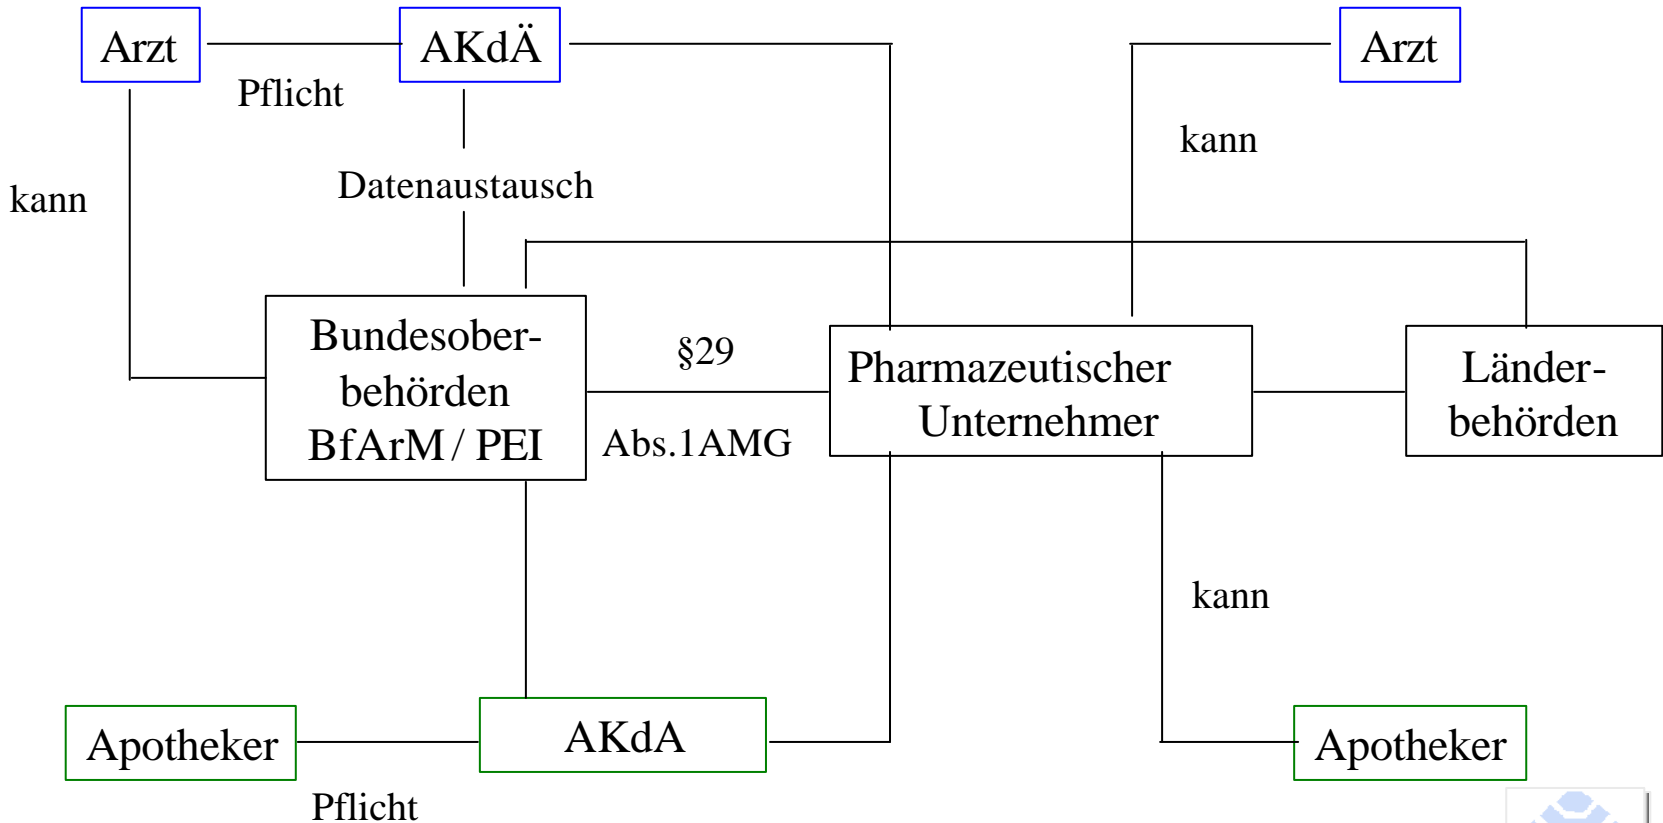 Arzt
AKdÄ
Arzt
Pflicht
kann
Datenaustausch
kann
Bundesober-
behörden
BfArM / PEI
§29
Abs.1AMG
Pharmazeutischer
Unternehmer
Länder-
behörden
kann
Apotheker
AKdA
Apotheker
Pflicht